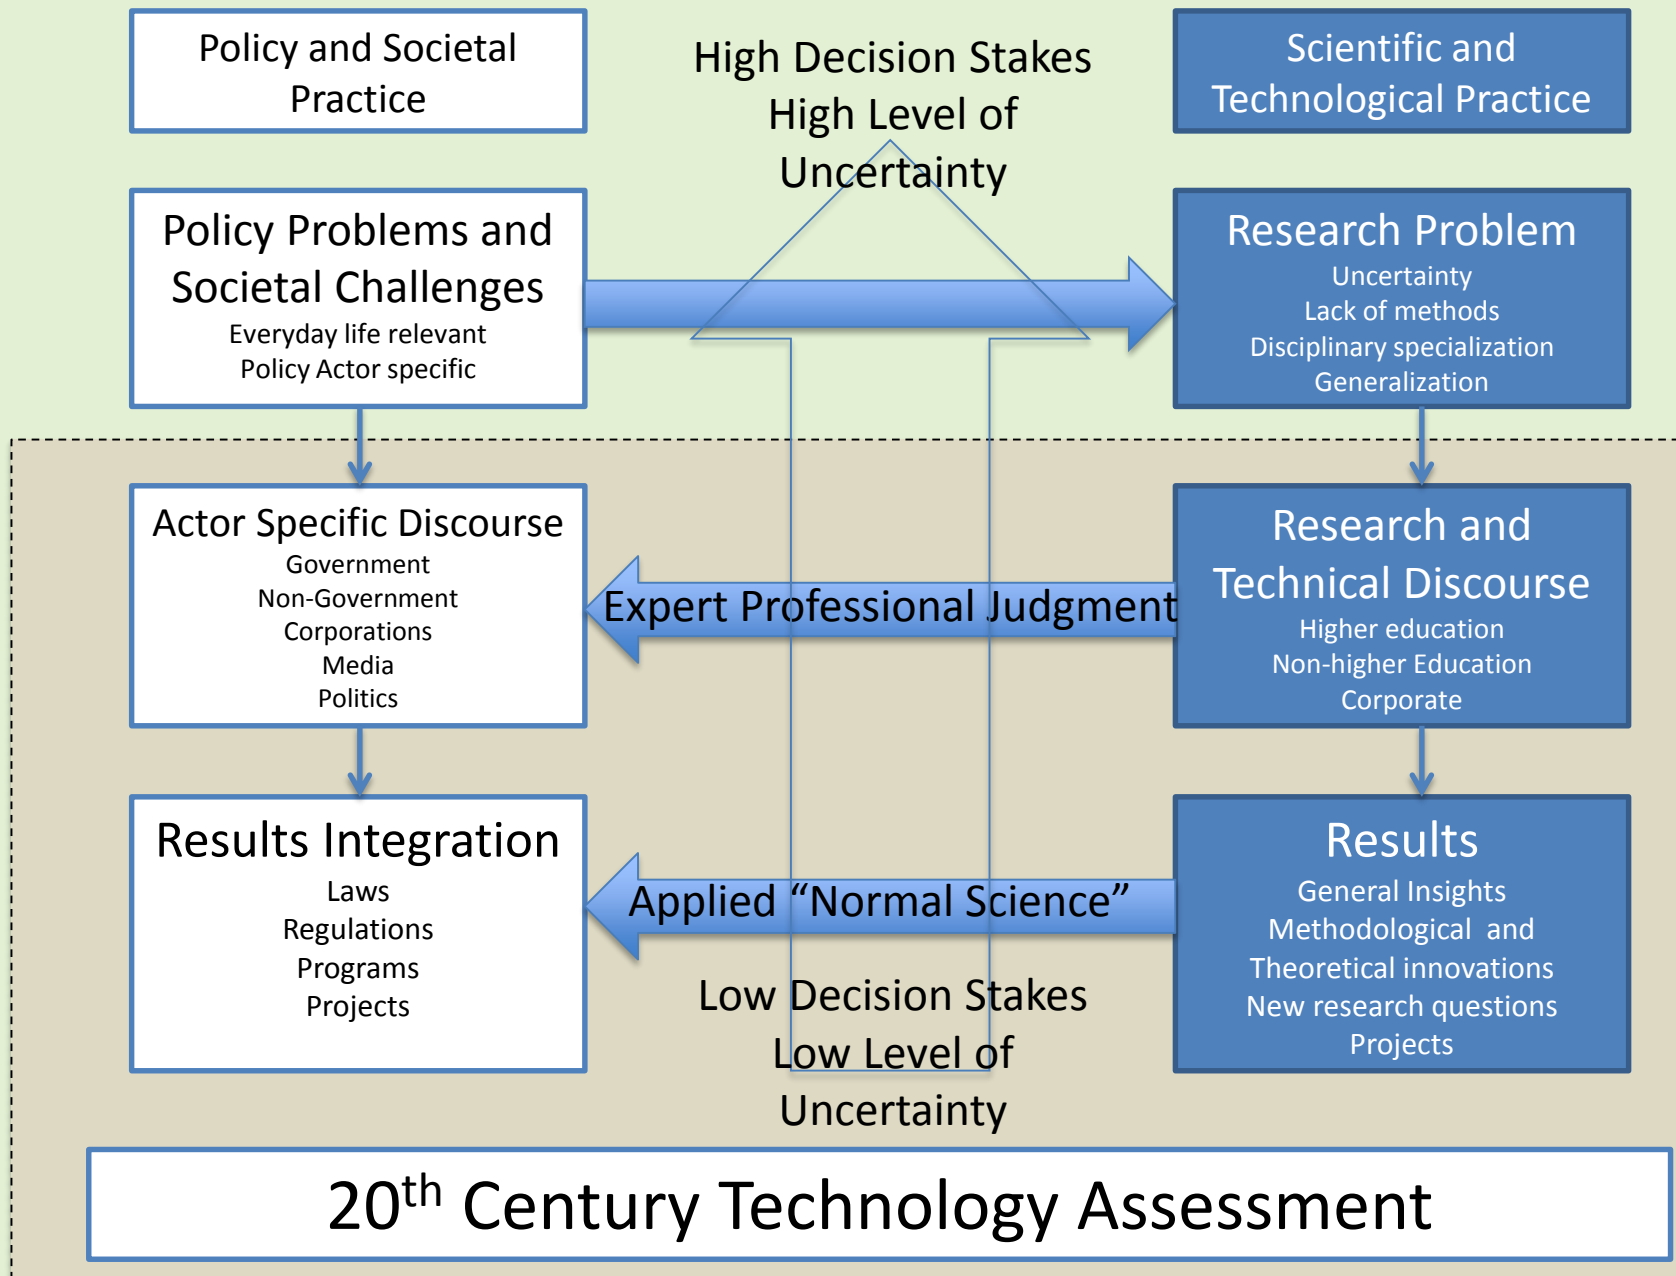 Policy and Societal
Practice
High Decision Stakes
High Level of
Uncertainty
Scientific and
Technological Practice
Policy Problems and
Societal Challenges
Everyday life relevant
Policy Actor specific
Research Problem
Uncertainty
Lack of methods
Disciplinary specialization
Generalization
Actor Specific Discourse
Government
Non-Government
Corporations
Media
Politics
Expert Professional Judgment
Research and
Technical Discourse
Higher education
Non-higher Education
Corporate
Results Integration
Laws
Regulations
Programs
Projects
Applied “Normal Science”
Results
General Insights
Methodological and
Theoretical innovations
New research questions
Projects
Low Decision Stakes
Low Level of
Uncertainty
20th Century Technology Assessment